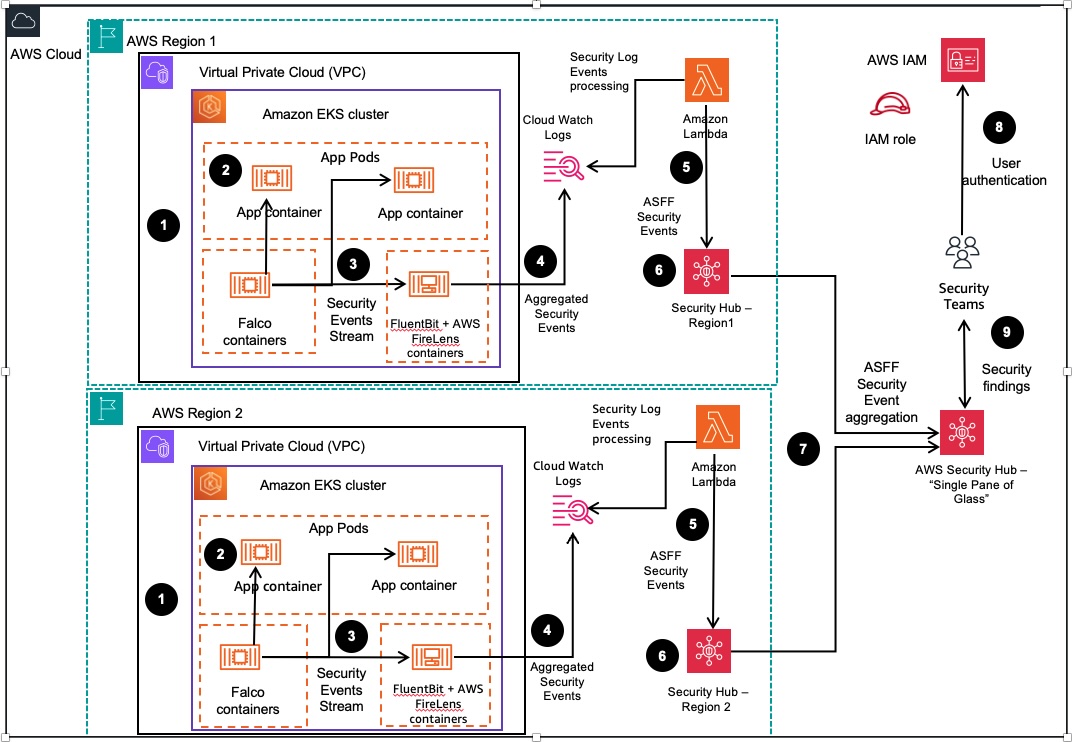 AWS Cloud
AWS Region 1
Virtual Private Cloud (VPC)
Amazon EKS cluster
App Pods
2
App container
App container
1
3
Falco
containers
Security
Events
Stream
FluentBit + AWS
FireLens
containers
4
Aggregated
Security
Events
Cloud Watch
Logs
Security Log
Events
processing
Amazon
Lambda
5
ASFF
Security
Events
6
Security Hub –
Region1
AWS Region 2
Virtual Private Cloud (VPC)
Amazon EKS cluster
App Pods
2
App container
App container
1
3
Falco
containers
Security
Events
Stream
FluentBit + AWS
FireLens
containers
4
Aggregated
Security
Events
Cloud Watch
Logs
Security Log
Events
processing
Amazon
Lambda
5
ASFF
Security
Events
6
Security Hub –
Region 2
7
ASFF
Security
Event
aggregation
AWS IAM
IAM role
8
User
authentication
Security
Teams
9
Security
findings
AWS Security Hub –
“Single Pane of
Glass”